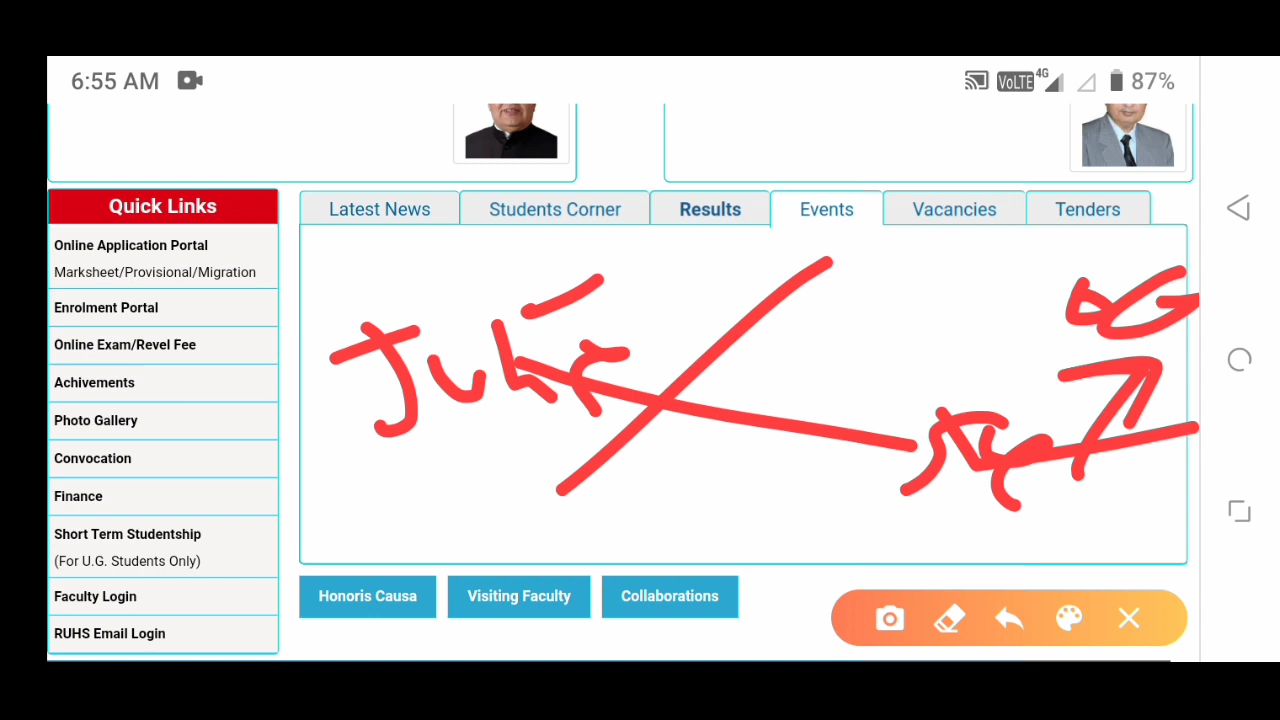 6:55 AM
VoLTE 4G 87%
Quick Links
Online Application Portal
Marksheet/Provisional/Migration
Enrolment Portal
Online Exam/Revel Fee
Achivements
Photo Gallery
Convocation
Finance
Short Term Studentship
(For U.G. Students Only)
Faculty Login
RUHS Email Login
Latest News
Students Corner
Results
Events
Vacancies
Tenders
Honoris Causa
Visiting Faculty
Collaborations